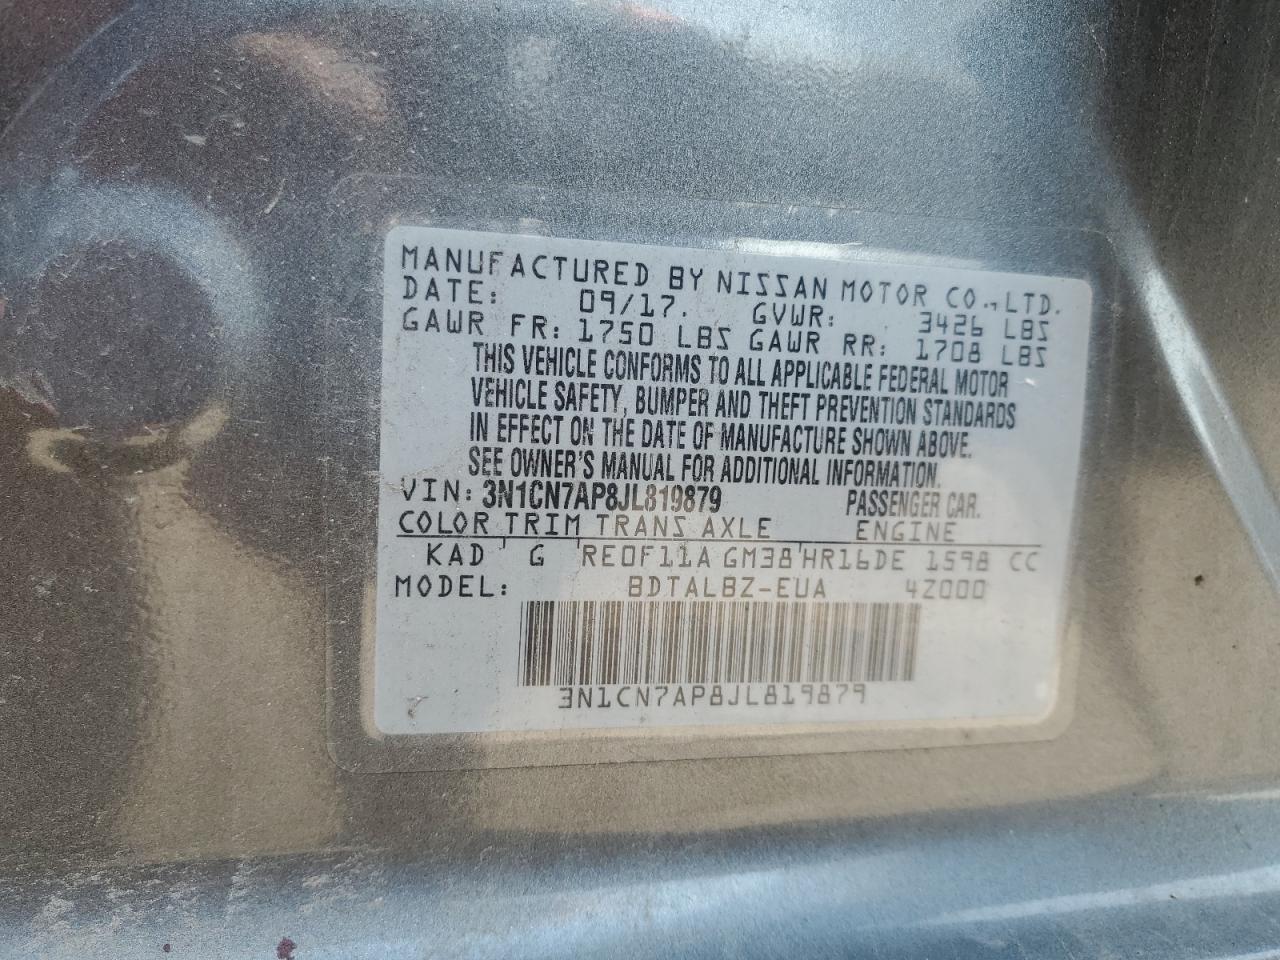 MANUFACTURED BY NISSAN MOTOR CO.,LTD.
DATE: 09/17. GVWR: 3426 LBS
GAWR FR: 1750 LBS GAWR RR: 1708 LBS
THIS VEHICLE CONFORMS TO ALL APPLICABLE FEDERAL MOTOR
VEHICLE SAFETY, BUMPER AND THEFT PREVENTION STANDARDS
IN EFFECT ON THE DATE OF MANUFACTURE SHOWN ABOVE.
SEE OWNER'S MANUAL FOR ADDITIONAL INFORMATION.
VIN: 3N1CN7AP8JL819879 PASSENGER CAR.
COLOR TRIM TRANS AXLE ENGINE
KAD G RE0F11A GM38 HR16DE 1598 CC
MODEL: BDTALBZ-EUA 4Z000
3N1CN7AP8JL819879